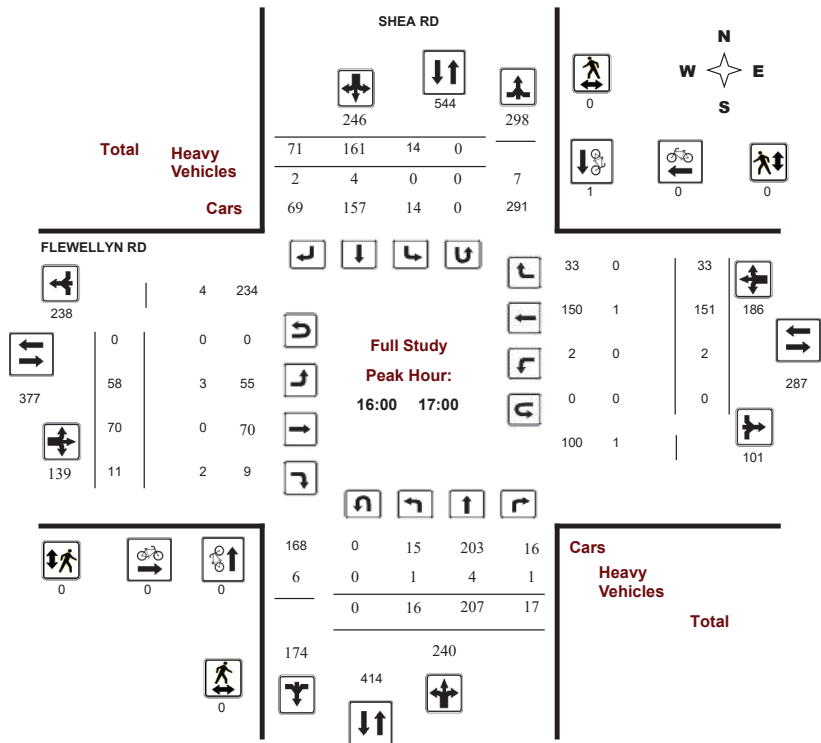 SHEA RD
N
W E
S
544
0
246 298
Total Heavy Vehicles
71 161 14 0
2 4 0 0 7
Cars 69 157 14 0 291
1 0 0
FLEWELLYN RD
4 234
238
33 0 33
150 1 151 186
0 0 0
Full Study
2 0 2
Peak Hour:
377 58 3 55
287
16:00 17:00
0 0 0
70 0 70
100 1
101
139 11 2 9
168 0 15 203 16 Cars
6 0 1 4 1 Heavy
Vehicles
0 0 0
0 16 207 17
Total
174 240
414
0